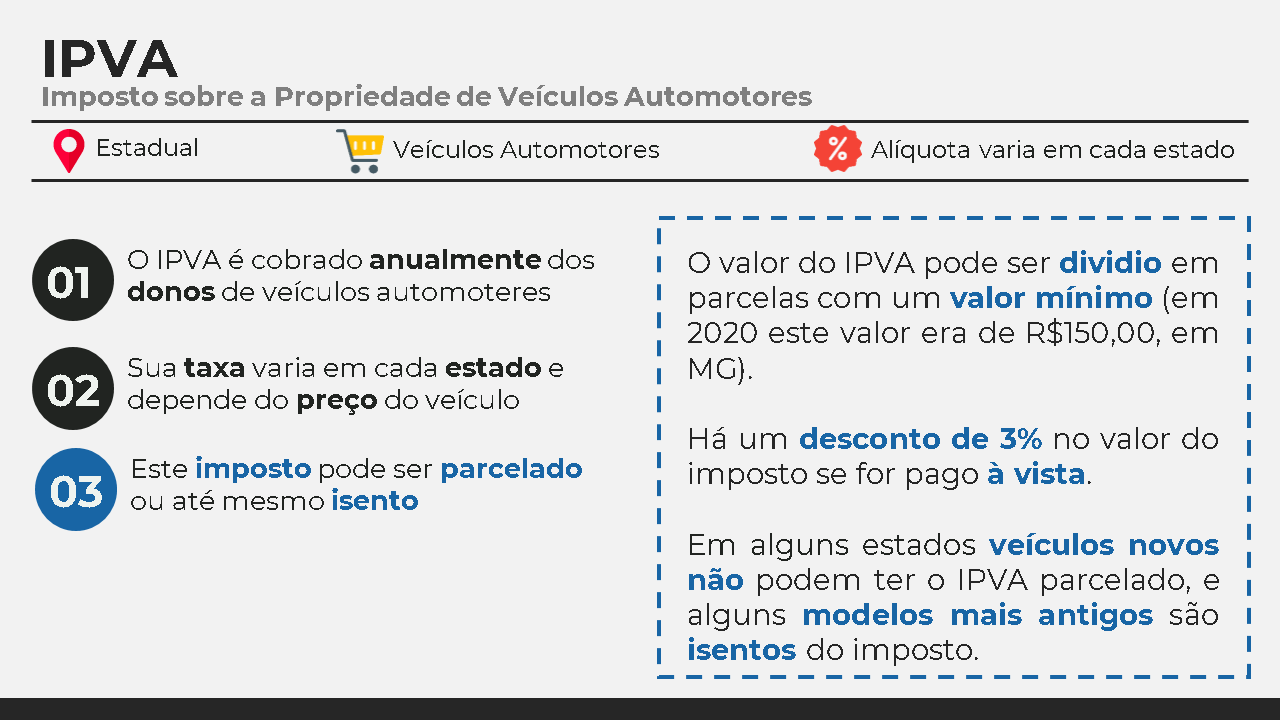 IPVA
Imposto sobre a Propriedade de Veículos Automotores
Estadual
Veículos Automotores
%
Alíquota varia em cada estado
01
O IPVA é cobrado anualmente dos
donos de veículos automoteres
02
Sua taxa varia em cada estado e
depende do preço do veículo
03
Este imposto pode ser parcelado
ou até mesmo isento
O valor do IPVA pode ser dividio em
parcelas com um valor mínimo (em
2020 este valor era de R$150,00, em
MG).
Há um desconto de 3% no valor do
imposto se for pago à vista.
Em alguns estados veículos novos
não podem ter o IPVA parcelado, e
alguns modelos mais antigos são
isentos do imposto.